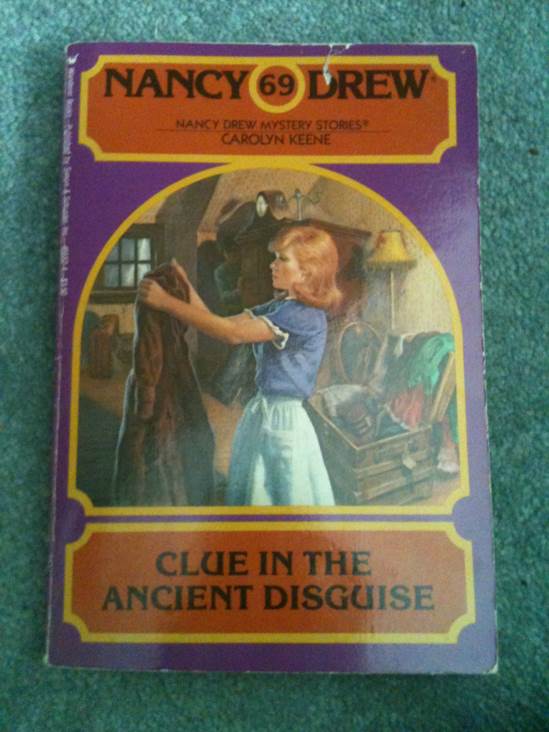 NANCY 69 DREW®
NANCY DREW MYSTERY STORIES®
CAROLYN KEENE
CLUE IN THE
ANCIENT DISGUISE